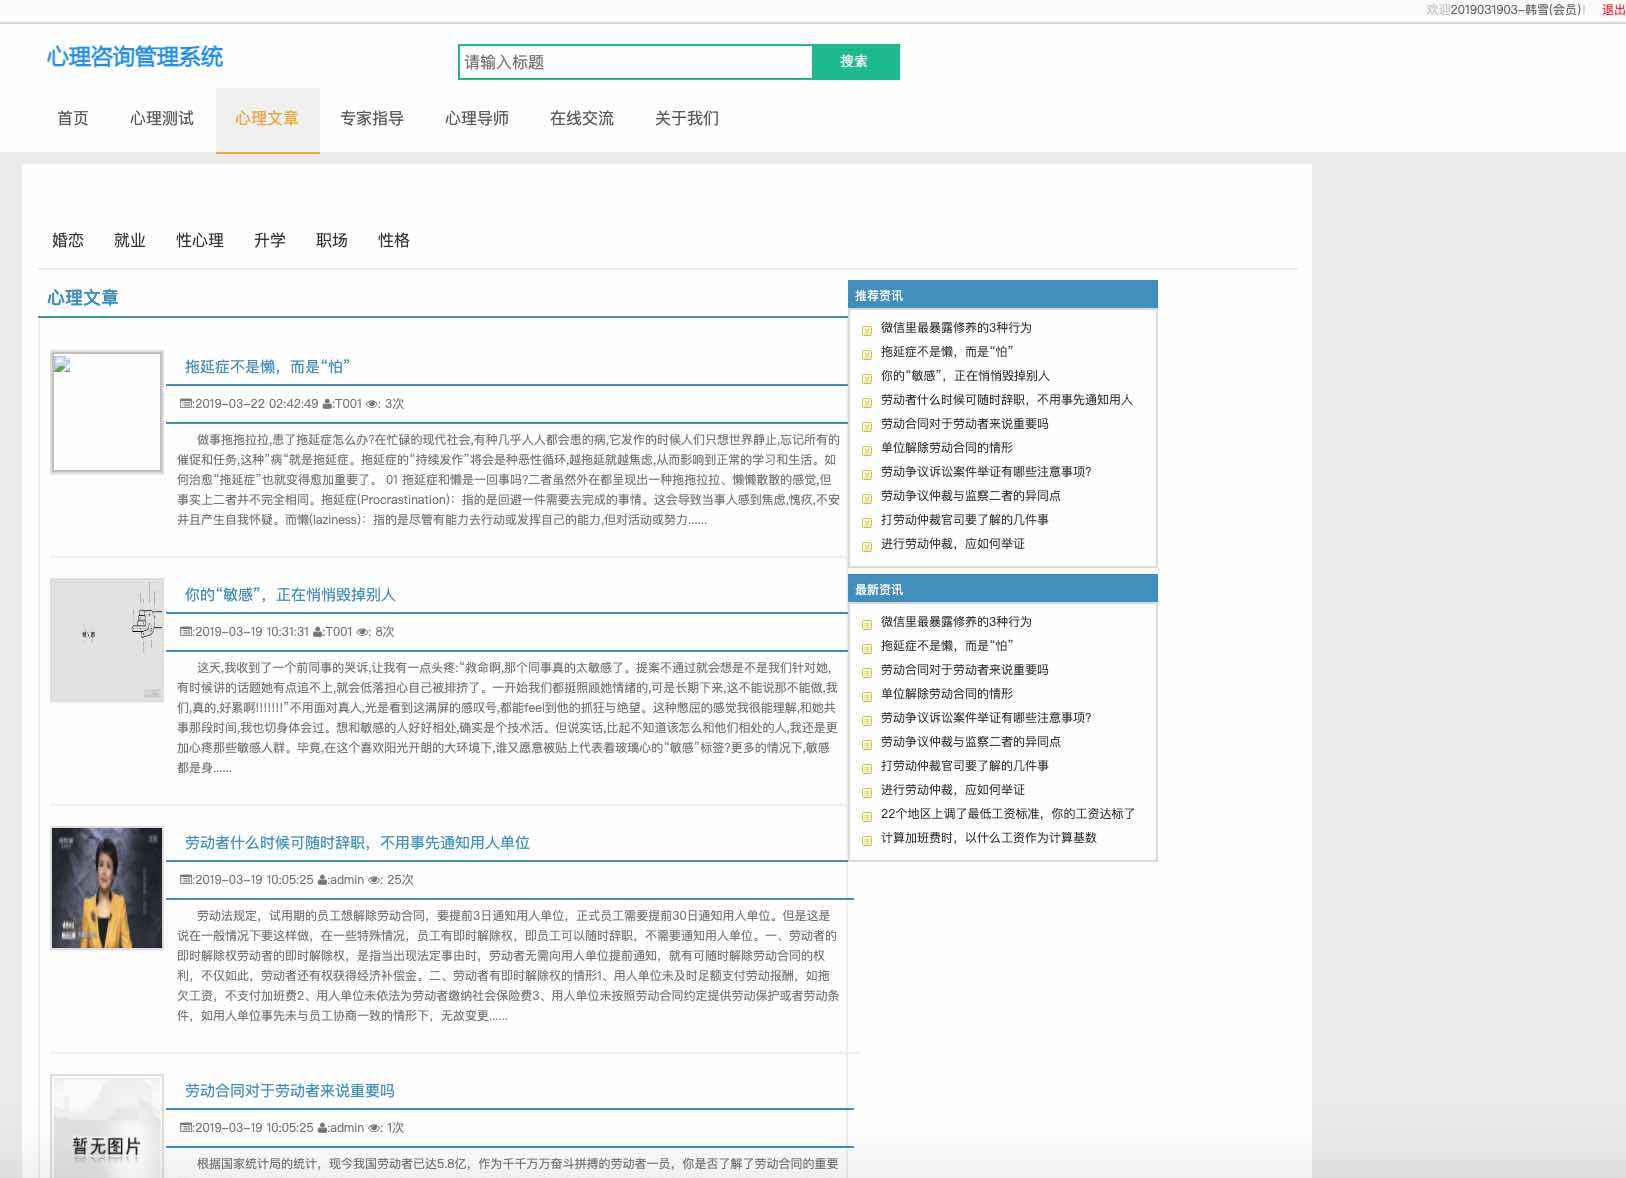 欢迎2019031903-韩雪(会员)! 退出
心理咨询管理系统
请输入标题 搜索
首页 心理测试 心理文章 专家指导 心理导师 在线交流 关于我们
婚恋 就业 性心理 升学 职场 性格
心理文章
拖延症不是懒，而是“怕”
:2019-03-22 02:42:49 :T001 : 3次
做事拖拖拉拉,患了拖延症怎么办?在忙碌的现代社会,有种几乎人人都会患的病,它发作的时候人们只想世界静止,忘记所有的
催促和任务,这种”病“就是拖延症。拖延症的“持续发作”将会是种恶性循环,越拖延就越焦虑,从而影响到正常的学习和生活。如
何治愈“拖延症”也就变得愈加重要了。 01 拖延症和懒是一回事吗?二者虽然外在都呈现出一种拖拖拉拉、懒懒散散的感觉,但
事实上二者并不完全相同。拖延症(Procrastination)：指的是回避一件需要去完成的事情。这会导致当事人感到焦虑,愧疚,不安
并且产生自我怀疑。而懒(laziness)：指的是尽管有能力去行动或发挥自己的能力,但对活动或努力......
你的“敏感”，正在悄悄毁掉别人
:2019-03-19 10:31:31 :T001 : 8次
这天,我收到了一个前同事的哭诉,让我有一点头疼:“救命啊,那个同事真的太敏感了。提案不通过就会想是不是我们针对她,
有时候讲的话题她有点追不上,就会低落担心自己被排挤了。一开始我们都挺照顾她情绪的,可是长期下来,这不能说那不能做,我
们,真的,好累啊!!!!!!!”不用面对真人,光是看到这满屏的感叹号,都能feel到他的抓狂与绝望。这种憋屈的感觉我很能理解,和她共
事那段时间,我也切身体会过。想和敏感的人好好相处,确实是个技术活。但说实话,比起不知道该怎么和他们相处的人,我还是更
加心疼那些敏感人群。毕竟,在这个喜欢阳光开朗的大环境下,谁又愿意被贴上代表着玻璃心的“敏感”标签?更多的情况下,敏感
都是身......
劳动者什么时候可随时辞职，不用事先通知用人单位
:2019-03-19 10:05:25 :admin : 25次
劳动法规定，试用期的员工想解除劳动合同，要提前3日通知用人单位，正式员工需要提前30日通知用人单位。但是这是
说在一般情况下要这样做，在一些特殊情况，员工有即时解除权，即员工可以随时辞职，不需要通知用人单位。一、劳动者的
即时解除权劳动者的即时解除权，是指当出现法定事由时，劳动者无需向用人单位提前通知，就有可随时解除劳动合同的权
利，不仅如此，劳动者还有权获得经济补偿金。二、劳动者有即时解除权的情形1、用人单位未及时足额支付劳动报酬，如拖
欠工资，不支付加班费2、用人单位未依法为劳动者缴纳社会保险费3、用人单位未按照劳动合同约定提供劳动保护或者劳动条
件，如用人单位事先未与员工协商一致的情形下，无故变更......
暂无图片
劳动合同对于劳动者来说重要吗
:2019-03-19 10:05:25 :admin : 1次
根据国家统计局的统计，现今我国劳动者已达5.8亿，作为千千万万奋斗拼搏的劳动者一员，你是否了解了劳动合同的重要
推荐资讯
微信里最暴露修养的3种行为
拖延症不是懒，而是“怕”
你的“敏感”，正在悄悄毁掉别人
劳动者什么时候可随时辞职，不用事先通知用人
劳动合同对于劳动者来说重要吗
单位解除劳动合同的情形
劳动争议诉讼案件举证有哪些注意事项?
劳动争议仲裁与监察二者的异同点
打劳动仲裁官司要了解的几件事
进行劳动仲裁，应如何举证
最新资讯
微信里最暴露修养的3种行为
拖延症不是懒，而是“怕”
劳动合同对于劳动者来说重要吗
单位解除劳动合同的情形
劳动争议诉讼案件举证有哪些注意事项?
劳动争议仲裁与监察二者的异同点
打劳动仲裁官司要了解的几件事
进行劳动仲裁，应如何举证
22个地区上调了最低工资标准，你的工资达标了
计算加班费时，以什么工资作为计算基数